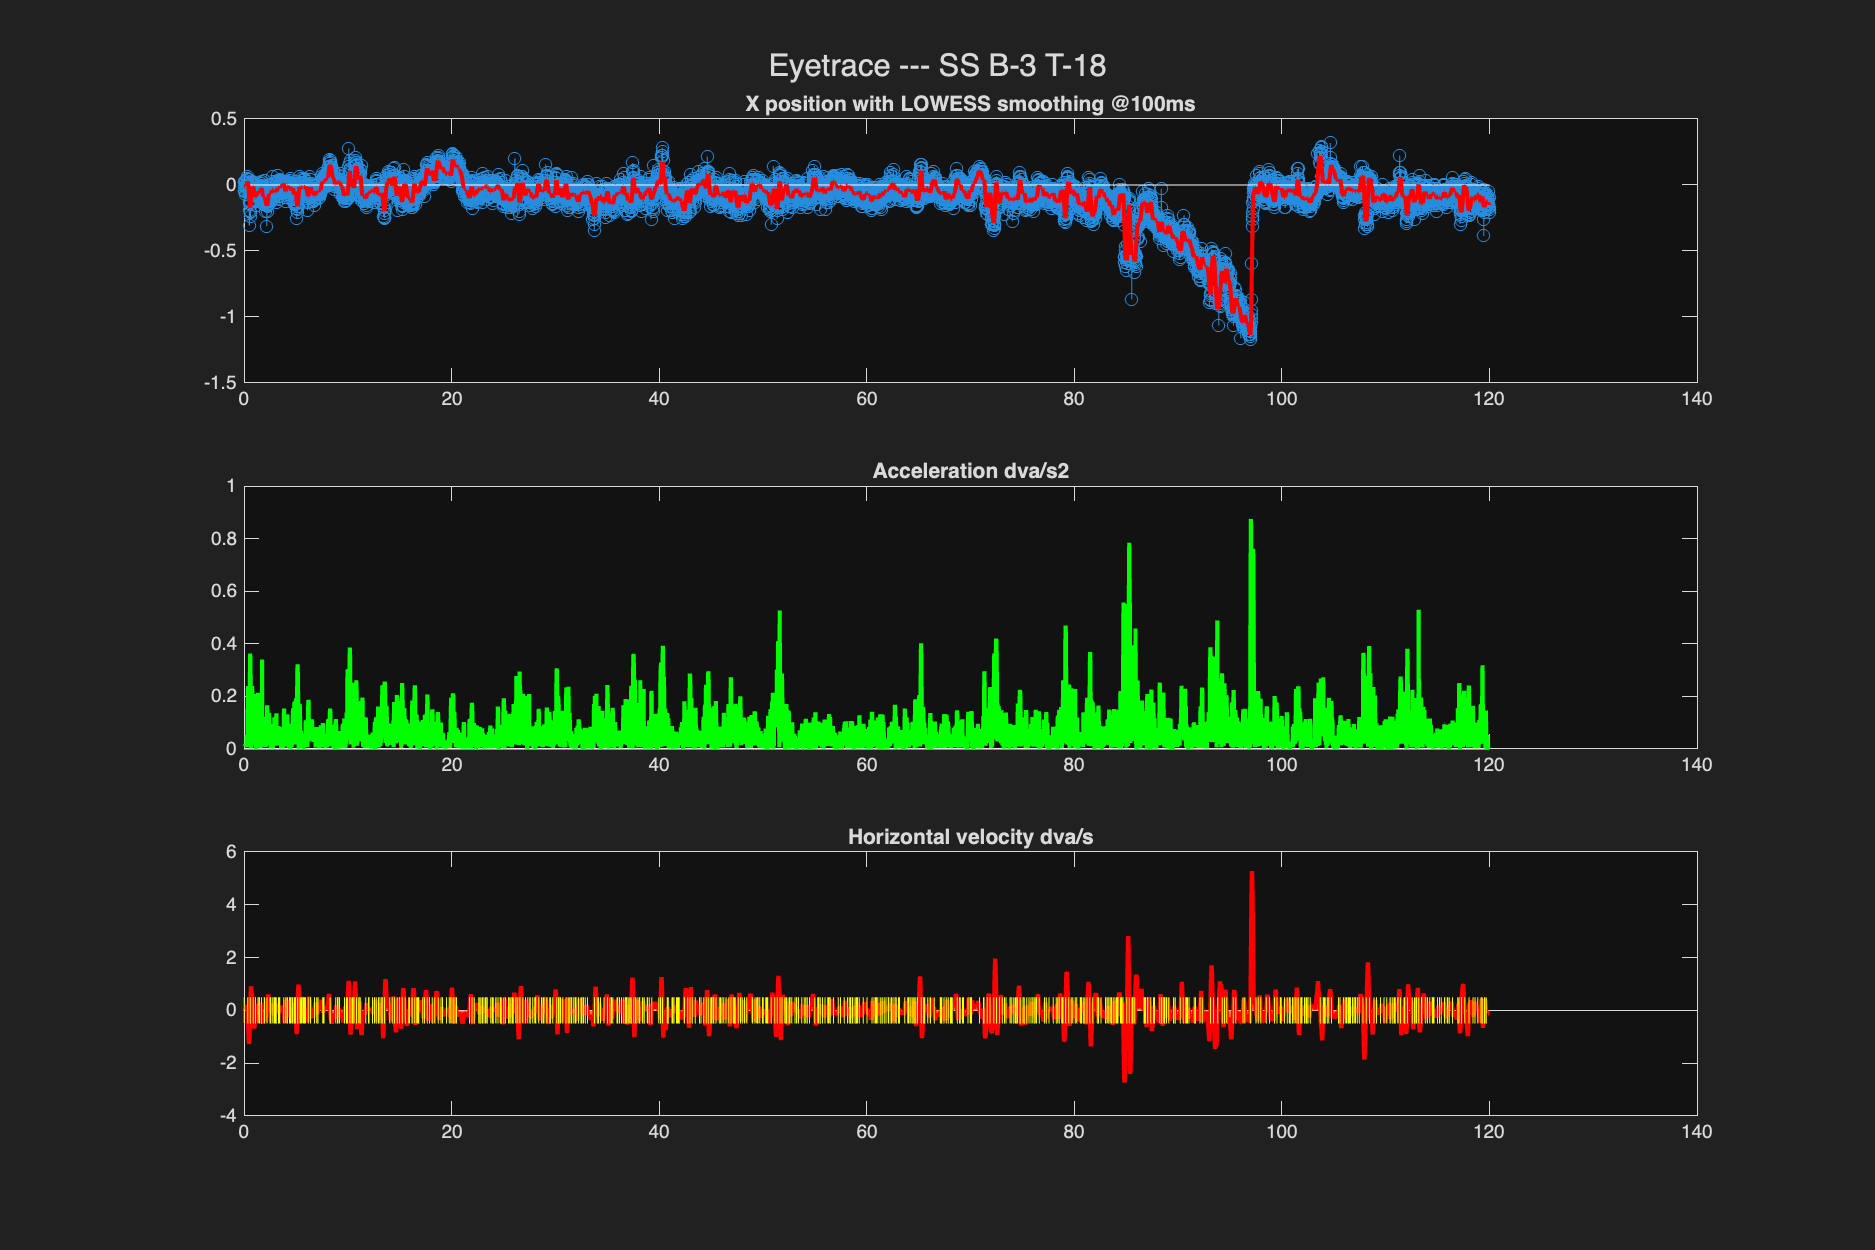 Eyetrace --- SS B-3 T-18
X position with LOWESS smoothing @100ms
0.5
0
-0.5
-1
-1.5
0 20 40 60 80 100 120 140
Acceleration dva/s2
1
0.8
0.6
0.4
0.2
0
0 20 40 60 80 100 120 140
Horizontal velocity dva/s
6
4
2
0
-2
-4
0 20 40 60 80 100 120 140